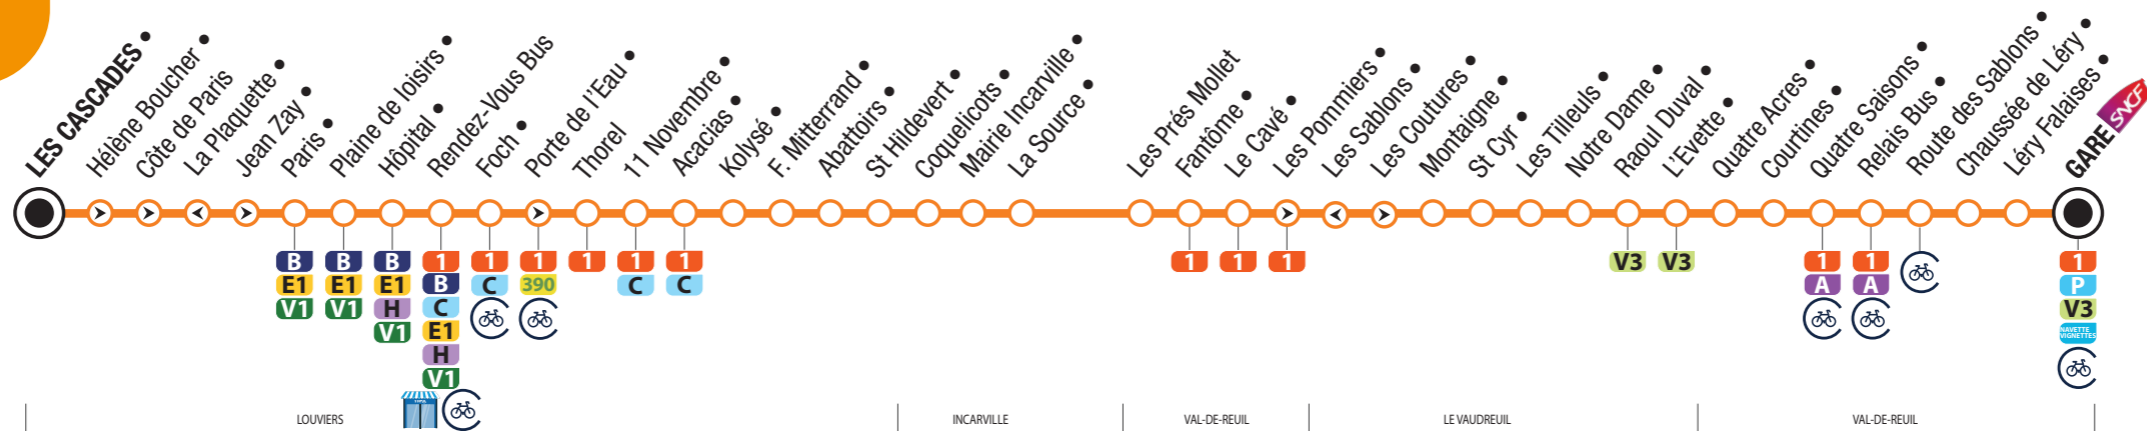 LES CASCADES •
Hélène Boucher •
Côte de Paris
La Plaquette •
Jean Zay •
Paris •
Plaine de loisirs •
Hôpital •
Rendez-Vous Bus
Foch •
Porte de l'Eau •
Thorel
11 Novembre •
Acacias •
Kolysé •
F. Mitterrand •
Abattoirs •
St Hildevert •
Coquelicots •
Mairie Incarville •
La Source •
Les Prés Mollet
Fantôme •
Le Cavé •
Les Pommiers •
Les Sablons •
Les Coutures •
Montaigne •
St Cyr •
Les Tilleuls •
Notre Dame •
Raoul Duval •
L'Evette •
Quatre Acres •
Courtines •
Quatre Saisons •
Relais Bus •
Route des Sablons •
Chaussée de Léry •
Léry Falaises •
GARE SNCF
B
E1
V1
B
E1
V1
B
E1
H
V1
1
B
C
E1
H
V1
1
C
1
390
1
1
C
1
C
1
1
1
V3
V3
1
A
1
A
1
P
V3
NAVETTE
VIGNETTES
LOUVIERS
INCARVILLE
VAL-DE-REUIL
LE VAUDREUIL
VAL-DE-REUIL